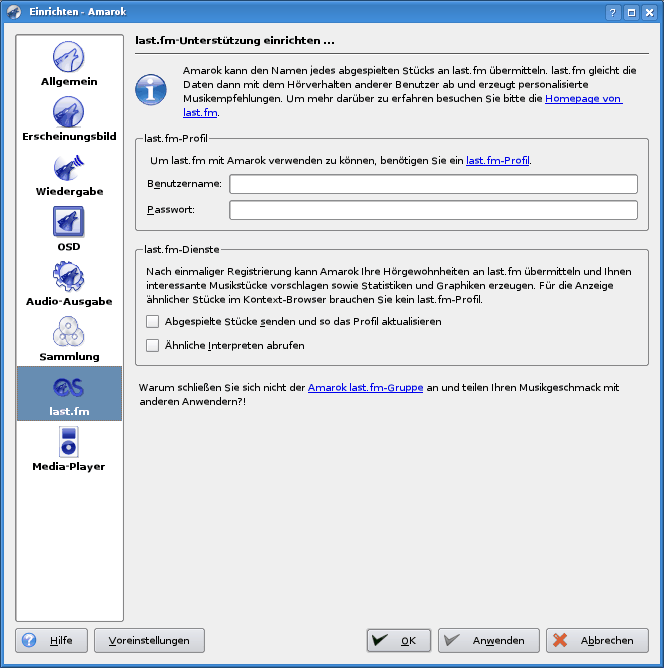 Einrichten - Amarok
Allgemein
Erscheinungsbild
Wiedergabe
OSD
Audio-Ausgabe
Sammlung
last.fm
Media-Player
last.fm-Unterstützung einrichten ...
Amarok kann den Namen jedes abgespielten Stücks an last.fm übermitteln. last.fm gleicht die
Daten dann mit dem Hörverhalten anderer Benutzer ab und erzeugt personalisierte
Musikempfehlungen. Um mehr darüber zu erfahren besuchen Sie bitte die Homepage von
last.fm.
last.fm-Profil
Um last.fm mit Amarok verwenden zu können, benötigen Sie ein last.fm-Profil.
Benutzername:
Passwort:
last.fm-Dienste
Nach einmaliger Registrierung kann Amarok Ihre Hörgewohnheiten an last.fm übermitteln und Ihnen
interessante Musikstücke vorschlagen sowie Statistiken und Graphiken erzeugen. Für die Anzeige
ähnlicher Stücke im Kontext-Browser brauchen Sie kein last.fm-Profil.
Abgespielte Stücke senden und so das Profil aktualisieren
Ähnliche Interpreten abrufen
Warum schließen Sie sich nicht der Amarok last.fm-Gruppe an und teilen Ihren Musikgeschmack mit
anderen Anwendern?!
Hilfe
Voreinstellungen
OK
Anwenden
Abbrechen